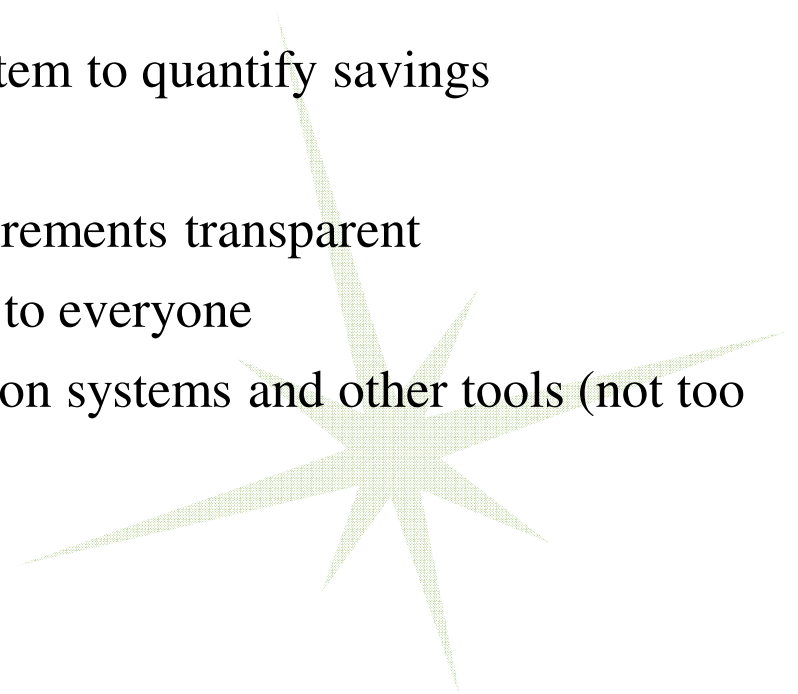 tem to quantify savings
rements transparent
to everyone
on systems and other tools (not too